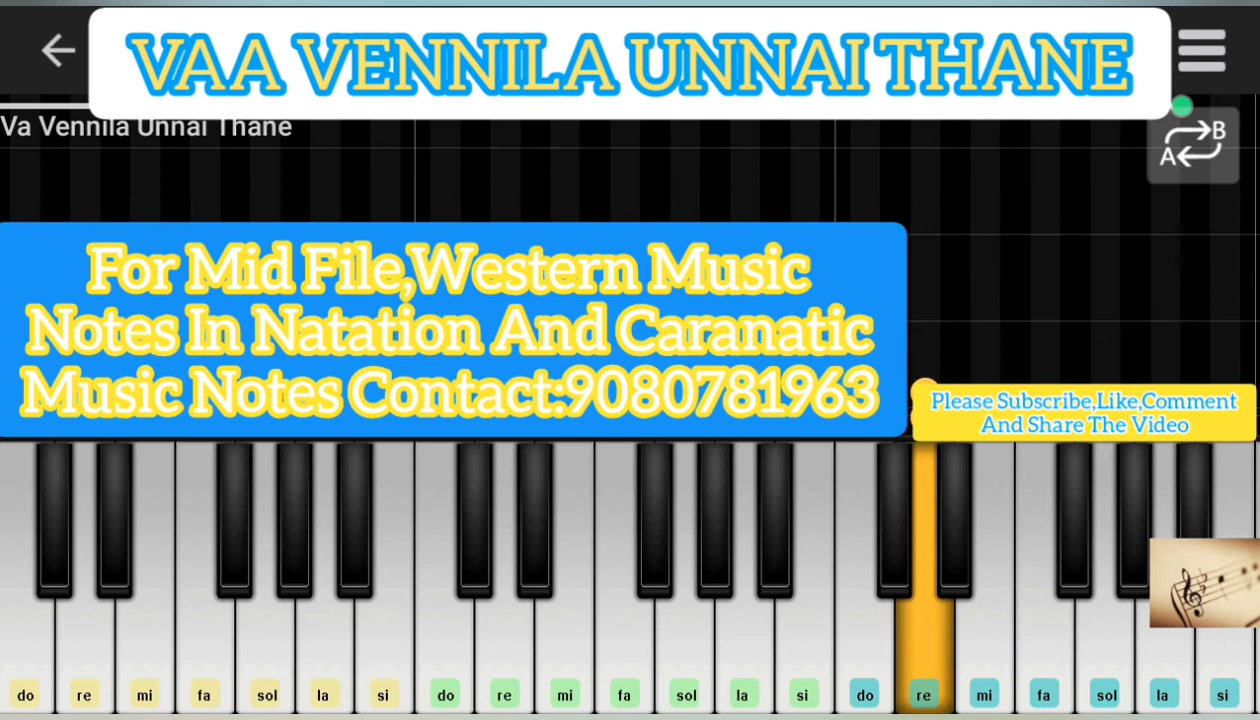 VAA VENNILA UNNAI THANE
Va Vennila Unnai Thane
A B
For Mid File,Western Music
Notes In Natation And Caranatic
Music Notes Contact:9080781963
Please Subscribe,Like,Comment
And Share The Video
do re mi fa sol la si do re mi fa sol la si do re mi fa sol la si